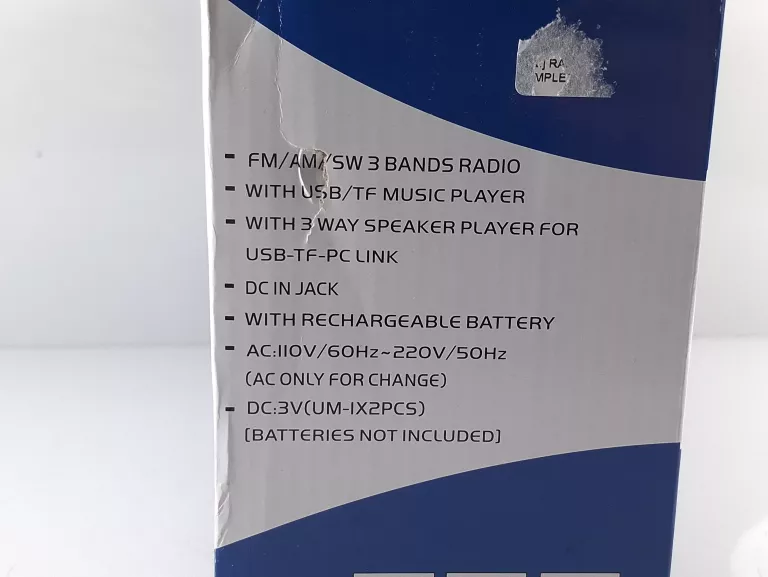 RA
MPLE
- FM/AM/SW 3 BANDS RADIO
- WITH USB/TF MUSIC PLAYER
- WITH 3 WAY SPEAKER PLAYER FOR
USB-TF-PC LINK
- DC IN JACK
- WITH RECHARGEABLE BATTERY
- AC:110V/60Hz~220V/50Hz
(AC ONLY FOR CHANGE)
- DC:3V(UM-1X2PCS)
[BATTERIES NOT INCLUDED]